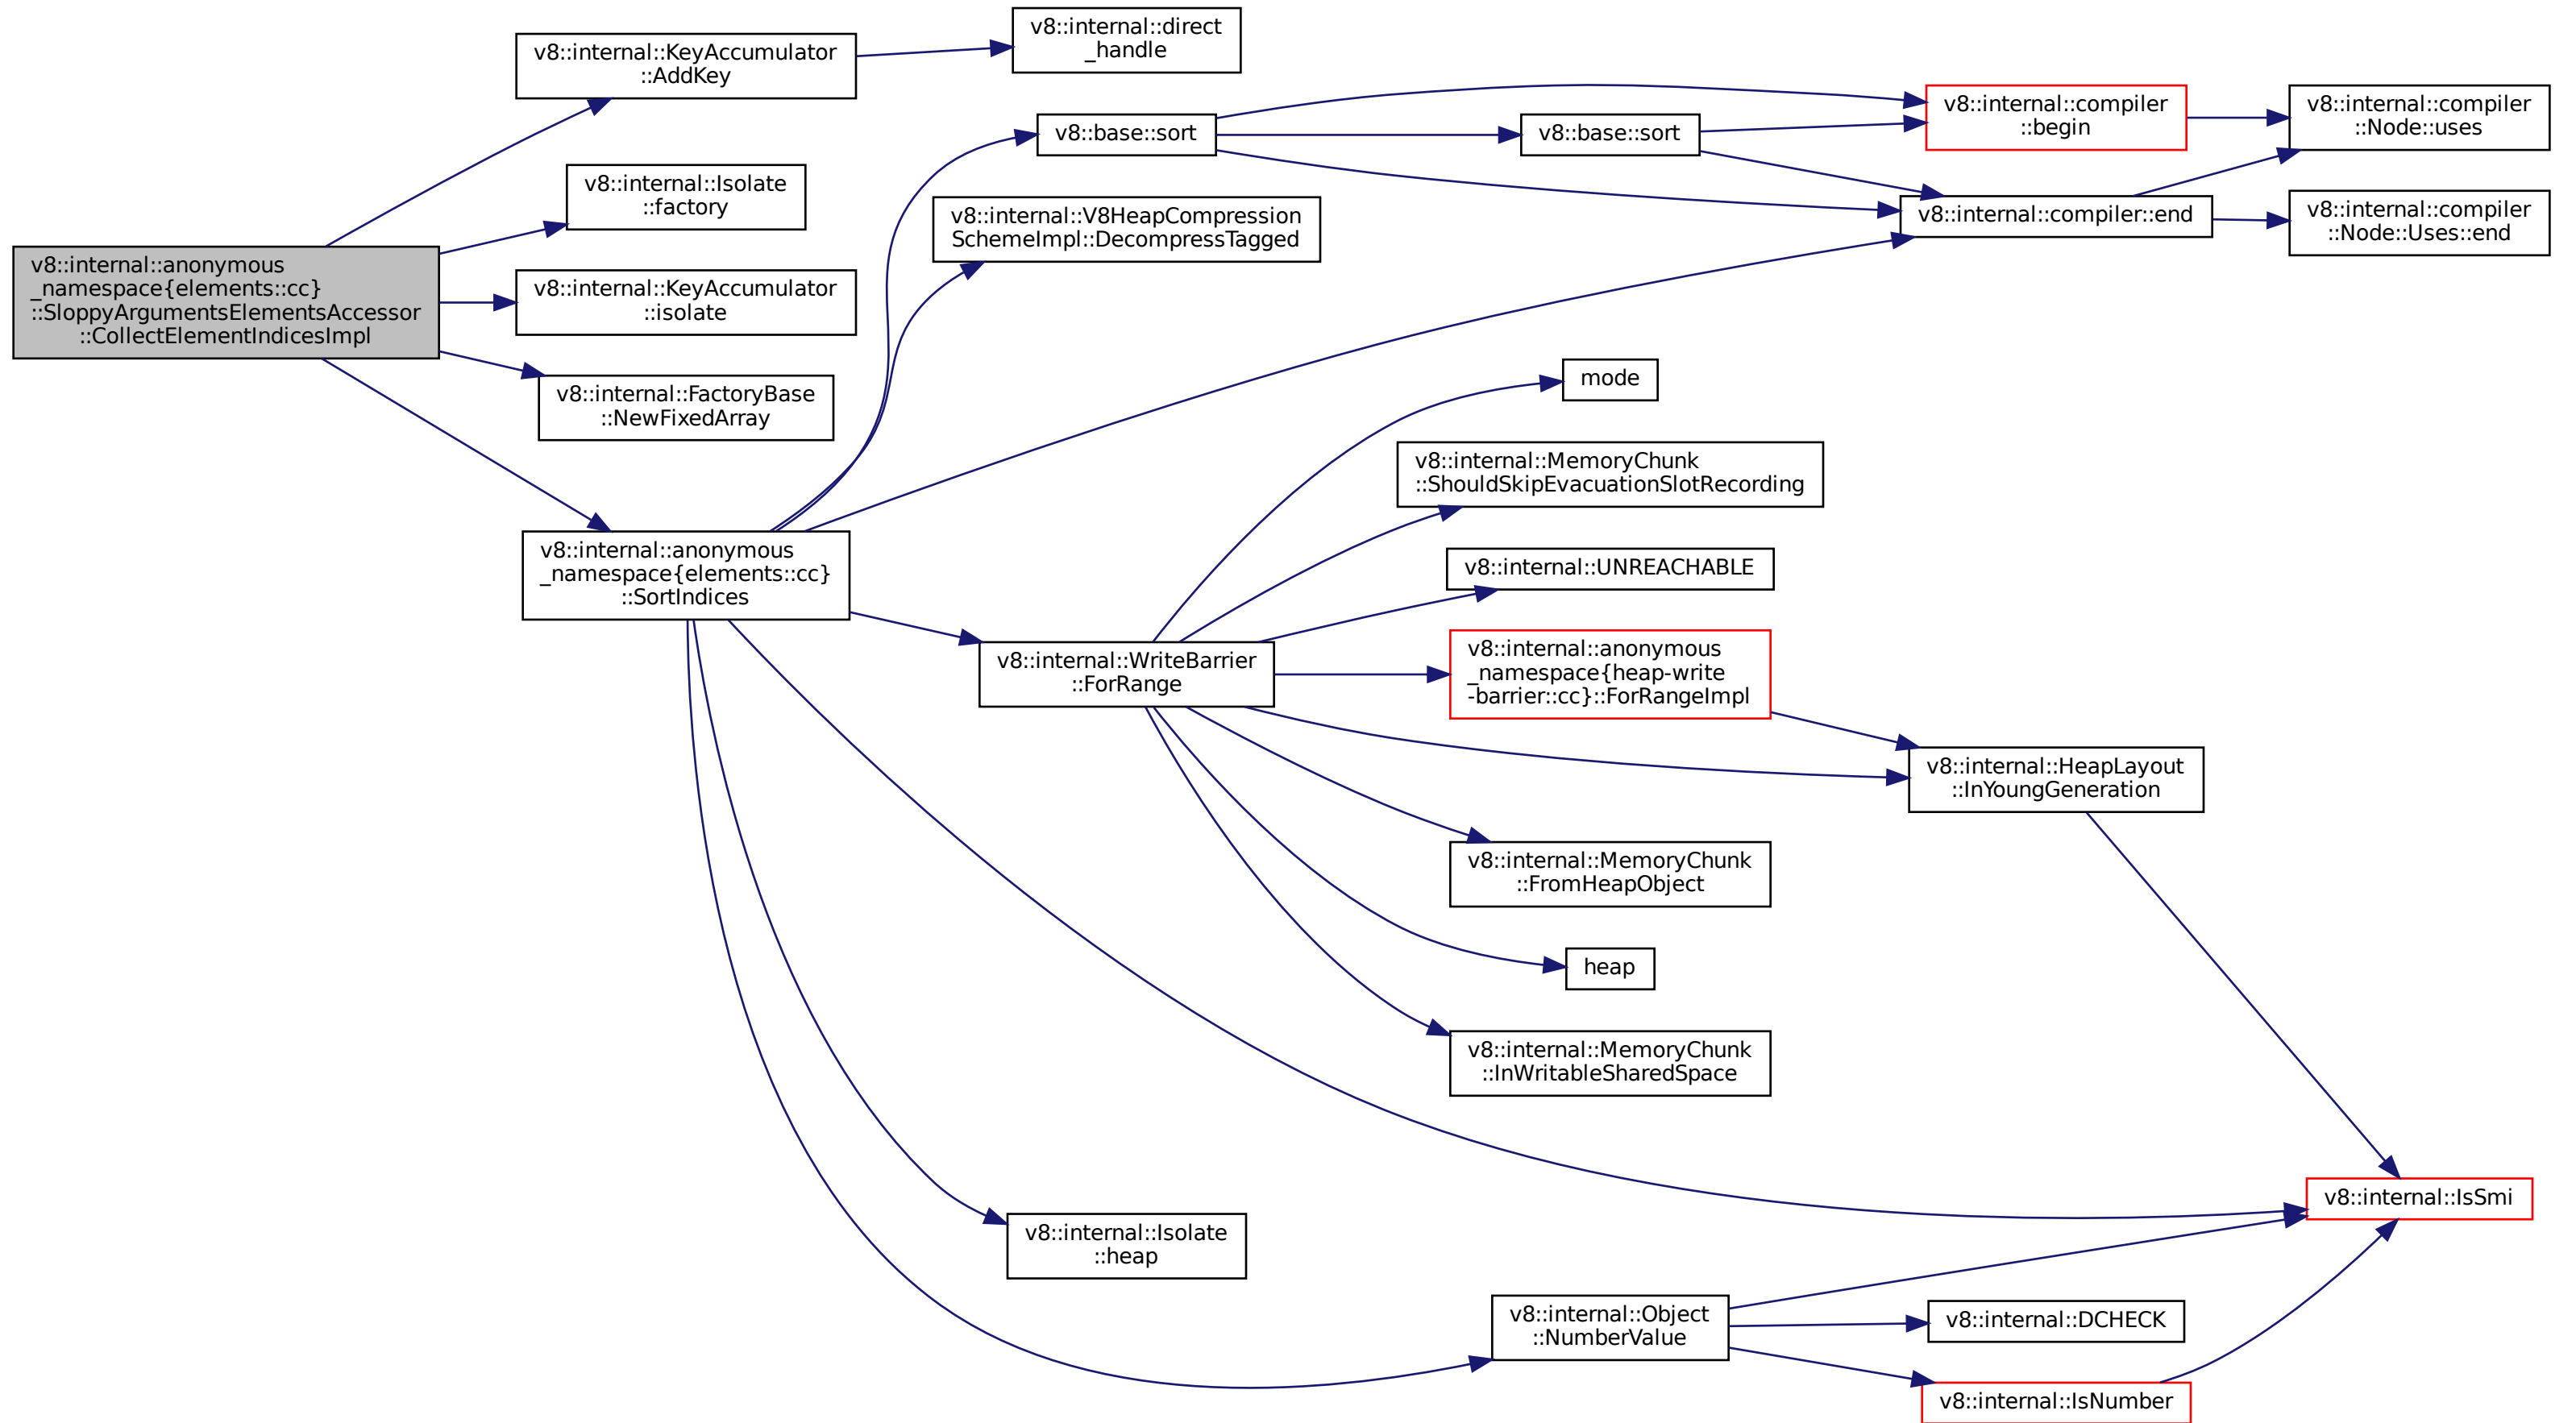 v8::internal::anonymous
_namespace{elements::cc}
::SloppyArgumentsElementsAccessor
::CollectElementIndicesImpl
v8::internal::KeyAccumulator
::AddKey
v8::internal::direct
_handle
v8::internal::Isolate
::factory
v8::internal::KeyAccumulator
::isolate
v8::internal::FactoryBase
::NewFixedArray
v8::internal::anonymous
_namespace{elements::cc}
::SortIndices
v8::base::sort
v8::base::sort
v8::internal::compiler
::begin
v8::internal::compiler
::Node::uses
v8::internal::compiler::end
v8::internal::compiler
::Node::Uses::end
v8::internal::V8HeapCompression
SchemeImpl::DecompressTagged
v8::internal::WriteBarrier
::ForRange
mode
v8::internal::MemoryChunk
::ShouldSkipEvacuationSlotRecording
v8::internal::UNREACHABLE
v8::internal::anonymous
_namespace{heap-write
-barrier::cc}::ForRangeImpl
v8::internal::HeapLayout
::InYoungGeneration
v8::internal::MemoryChunk
::FromHeapObject
heap
v8::internal::MemoryChunk
::InWritableSharedSpace
v8::internal::IsSmi
v8::internal::Isolate
::heap
v8::internal::Object
::NumberValue
v8::internal::DCHECK
v8::internal::IsNumber